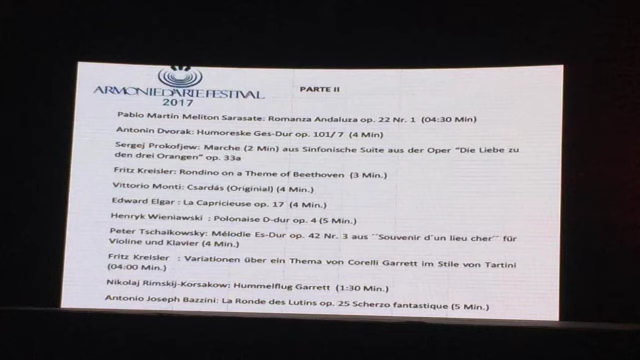 ARMONIED'ARTEFESTIVAL
2017
PARTE II
Pablo Martin Meliton Sarasate: Romanza Andaluza op. 22 Nr. 1 (04:30 Min)
Antonin Dvorak: Humoreske Ges-Dur op. 101/ 7 (4 Min)
Sergej Prokofjew: Marche (2 Min) aus Sinfonische Suite aus der Oper "Die Liebe zu
den drei Orangen" op. 33a
Fritz Kreisler: Rondino on a Theme of Beethoven (3 Min.)
Vittorio Monti: Csardás (Originial) (4 Min.)
Edward Elgar : La Capricieuse op. 17 (4 Min.)
Henryk Wieniawski : Polonaise D-dur op. 4 (5 Min.)
Peter Tschaikowsky: Mélodie Es-Dur op. 42 Nr. 3 aus ´´Souvenir d´un lieu cher´´ für
Violine und Klavier (4 Min.)
Fritz Kreisler : Variationen über ein Thema von Corelli Garrett im Stile von Tartini
(04:00 Min.)
Nikolaj Rimskij-Korsakow: Hummelflug Garrett (1:30 Min.)
Antonio Joseph Bazzini: La Ronde des Lutins op. 25 Scherzo fantastique (5 Min.)